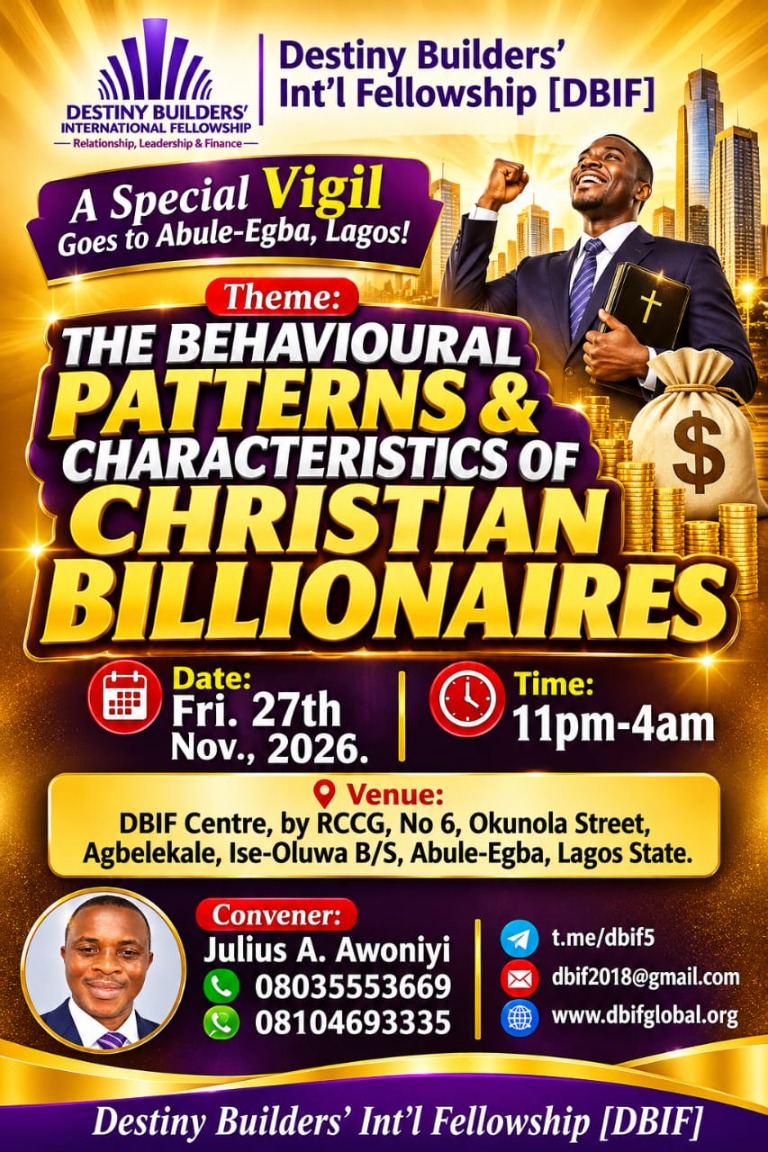 DESTINY BUILDERS'
INTERNATIONAL FELLOWSHIP
Relationship, Leadership & Finance
Destiny Builders'
Int'l Fellowship [DBIF]
A Special Vigil
Goes to Abule-Egba, Lagos!
Theme:
THE BEHAVIOURAL
PATTERNS &
CHARACTERISTICS OF
CHRISTIAN
BILLIONAIRES
$
Date:
Fri. 27th
Nov., 2026.
Time:
11pm-4am
Venue:
DBIF Centre, by RCCG, No 6, Okunola Street,
Agbelekale, Ise-Oluwa B/S, Abule-Egba, Lagos State.
Convener:
Julius A. Awoniyi
08035553669
08104693335
t.me/dbif5
dbif2018@gmail.com
www.dbifglobal.org
Destiny Builders' Int'l Fellowship [DBIF]